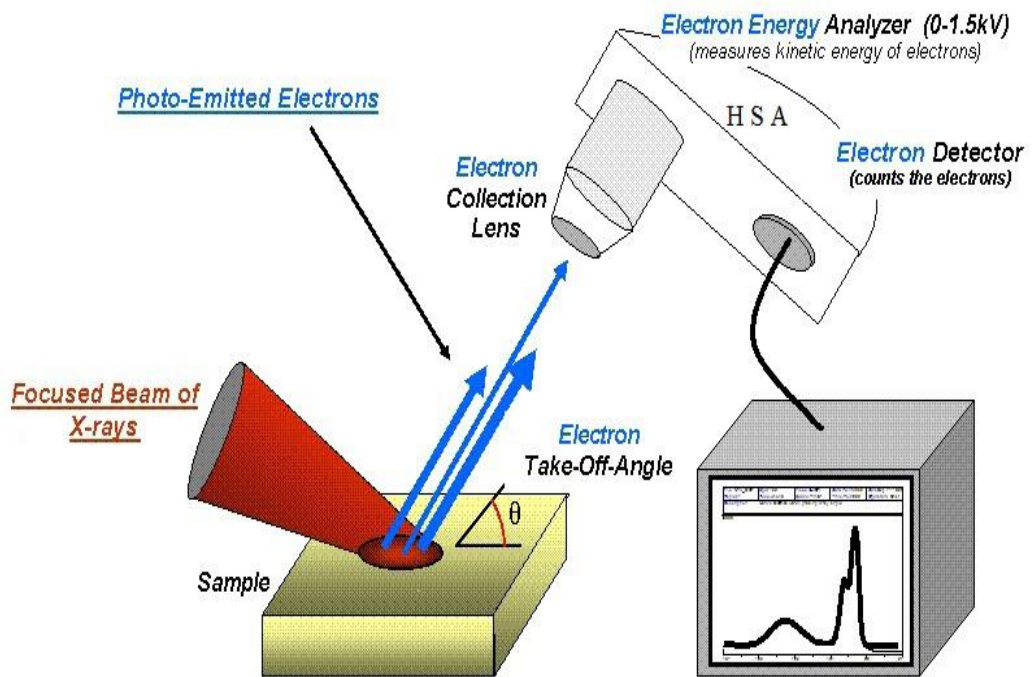 Electron Energy Analyzer (0-1.5kV)
(measures kinetic energy of electrons)
Photo-Emitted Electrons
H S A
Electron
Collection
Lens
Electron Detector
(counts the electrons)
Focused Beam of
X-rays
Electron
Take-Off-Angle
θ
Sample